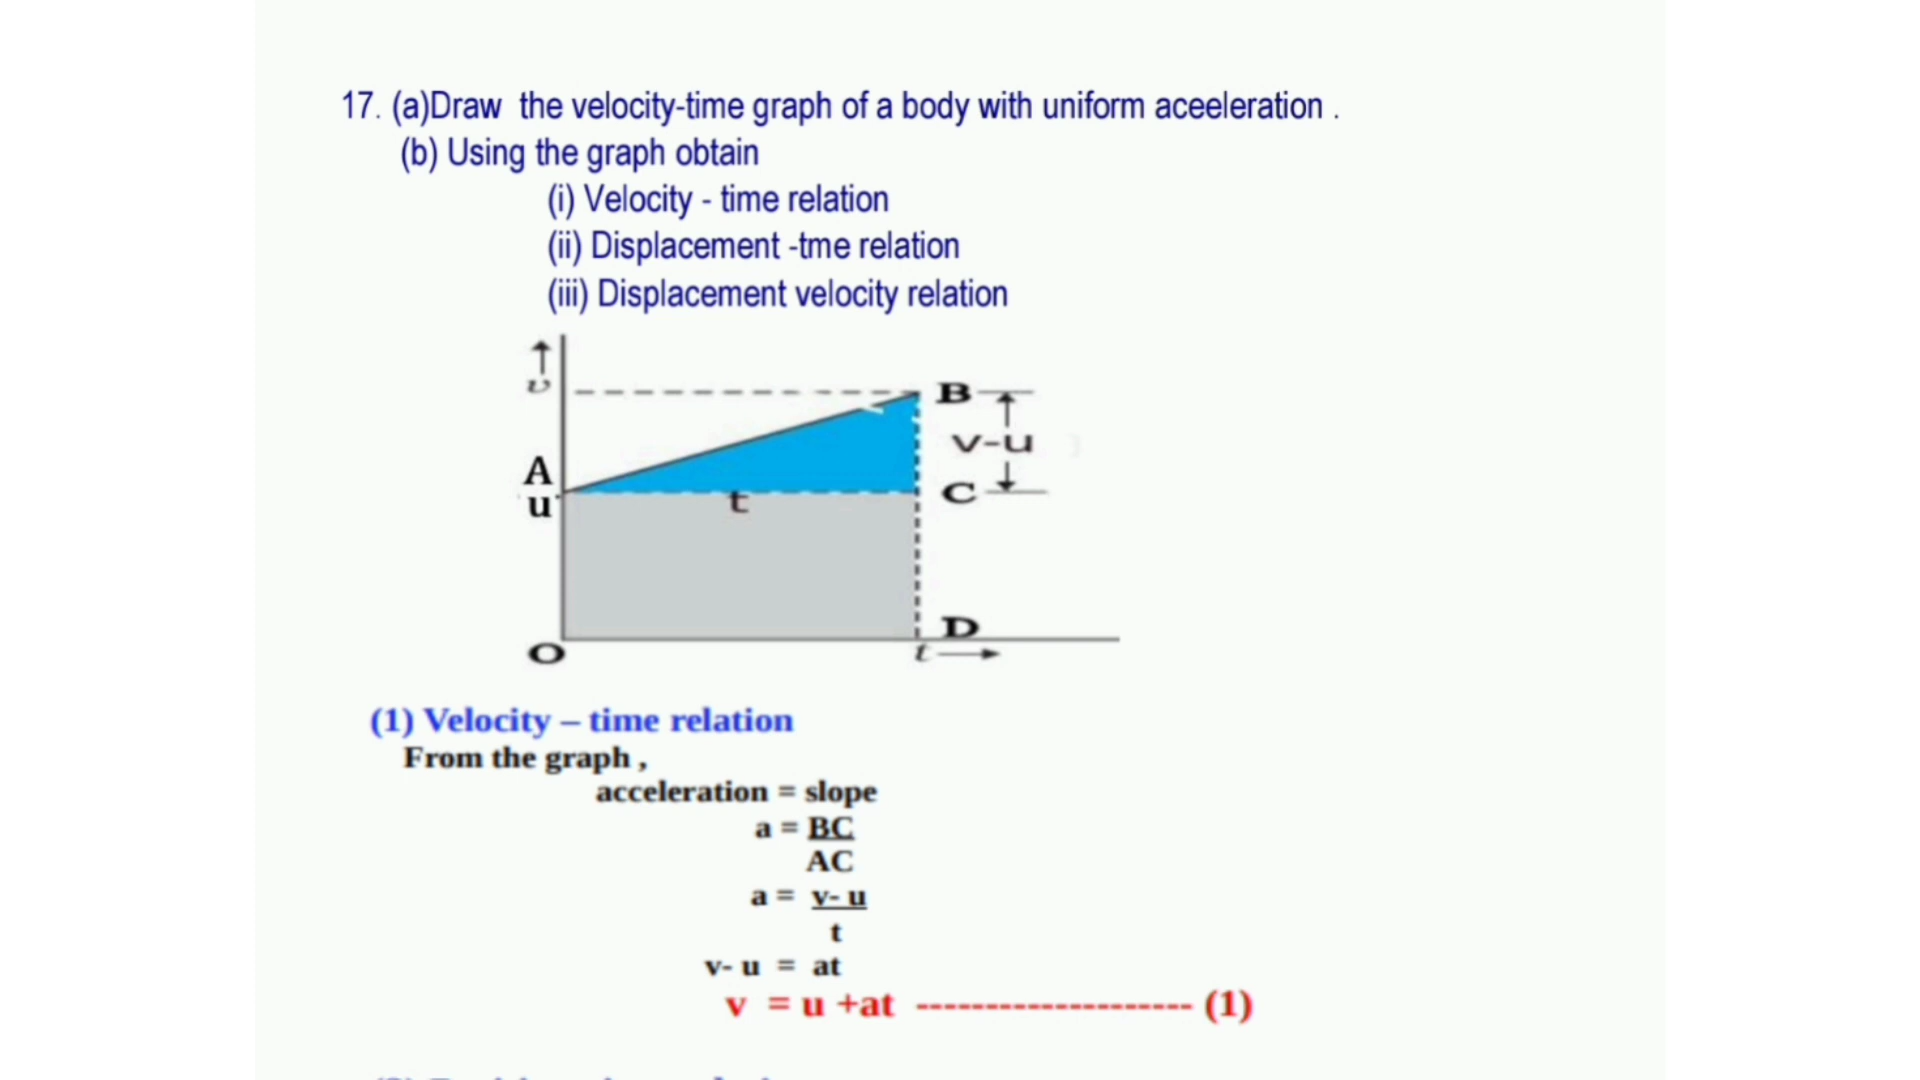 17. (a)Draw the velocity-time graph of a body with uniform aceeleration .
(b) Using the graph obtain
(i) Velocity - time relation
(ii) Displacement -tme relation
(iii) Displacement velocity relation
v
B
v-u
A
u
t
C
D
O
t
(1) Velocity – time relation
From the graph ,
acceleration = slope
a = BC
AC
a = v- u
t
v- u = at
v = u +at -------------------- (1)